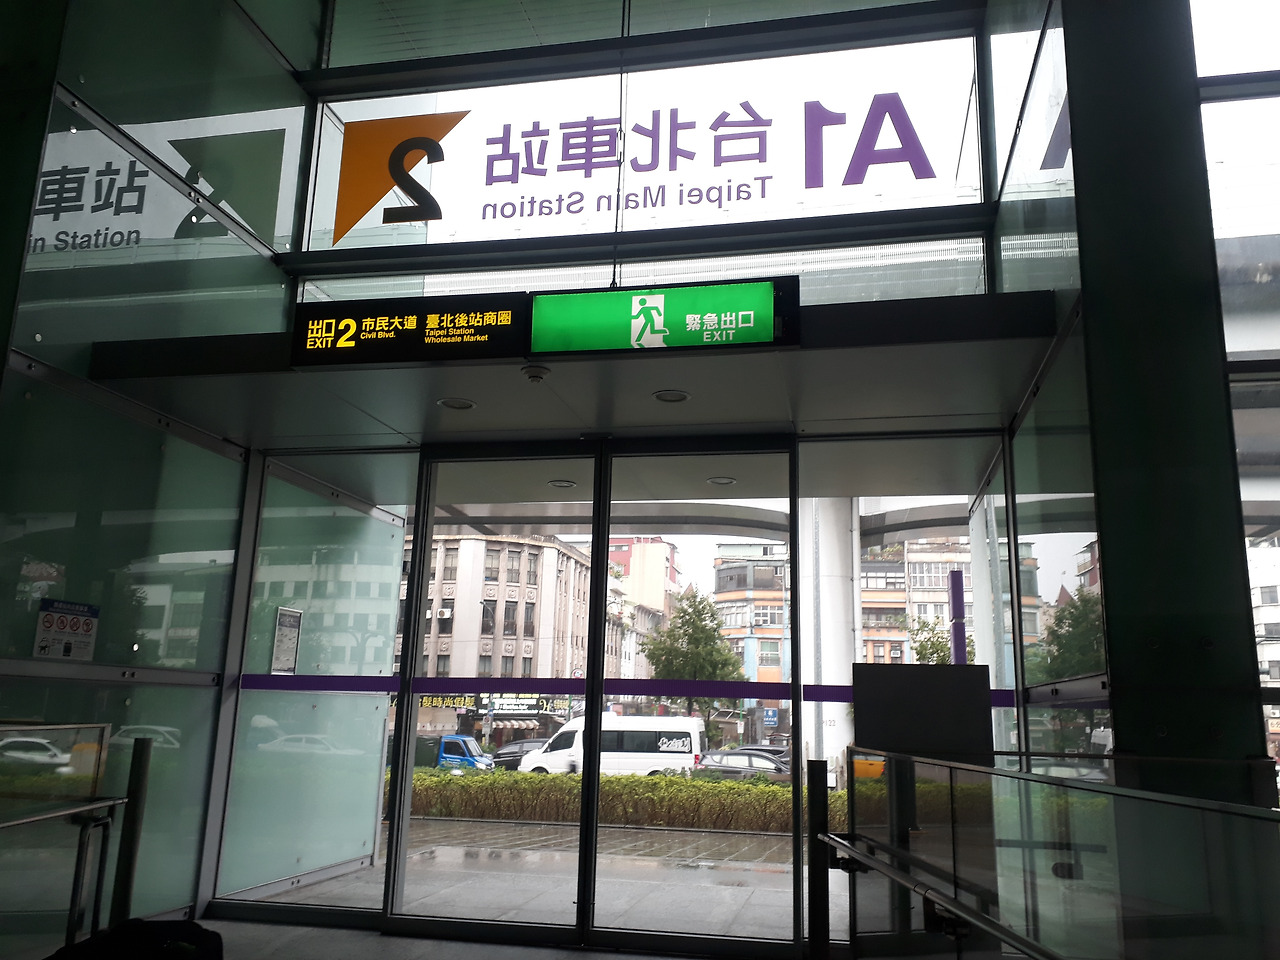 A1 台北車站 2
Taipei Main Station
車站
in Station
出口 2 市民大道 臺北後站商圈
EXIT Civil Blvd. Taipei Station
Wholesale Market
緊急出口
EXIT